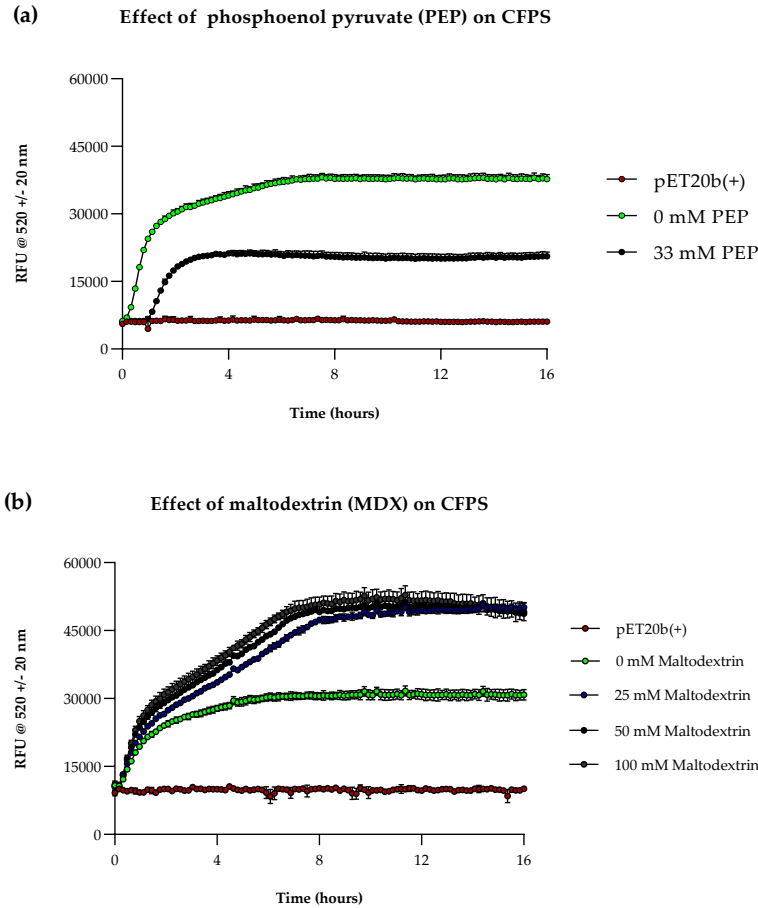 (a)
Effect of phosphoenol pyruvate (PEP) on CFPS
RFU @ 520 +/- 20 nm
60000
45000
30000
15000
0
0
4
8
12
16
Time (hours)
pET20b(+)
0 mM PEP
33 mM PEP
(b)
Effect of maltodextrin (MDX) on CFPS
RFU @ 520 +/- 20 nm
60000
45000
30000
15000
0
0
4
8
12
16
Time (hours)
pET20b(+)
0 mM Maltodextrin
25 mM Maltodextrin
50 mM Maltodextrin
100 mM Maltodextrin